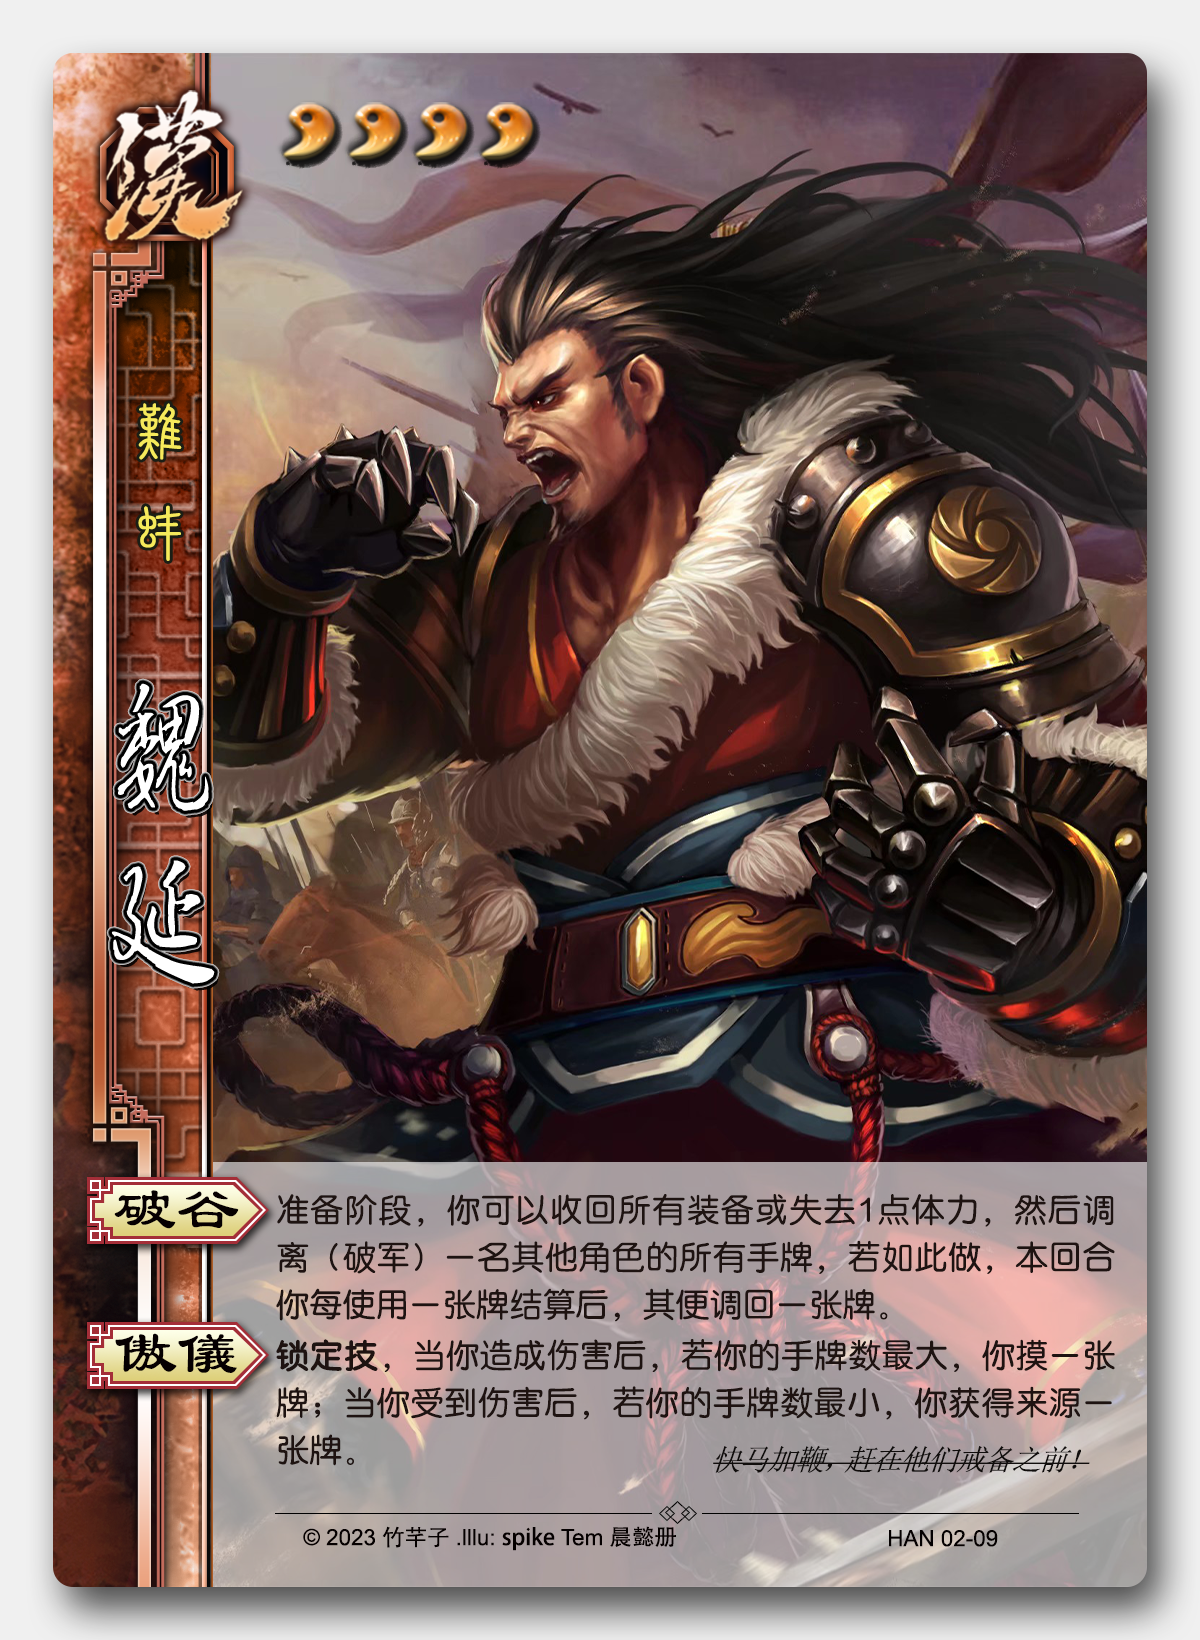 漢
難蚌
魏延
破谷
准备阶段，你可以收回所有装备或失去1点体力，然后调
离（破军）一名其他角色的所有手牌，若如此做，本回合
你每使用一张牌结算后，其便调回一张牌。
傲儀
锁定技，当你造成伤害后，若你的手牌数最大，你摸一张
牌；当你受到伤害后，若你的手牌数最小，你获得来源一
张牌。
快马加鞭，赶在他们戒备之前！
© 2023 竹芊子 .Illu: spike Tem 晨懿册
HAN 02-09